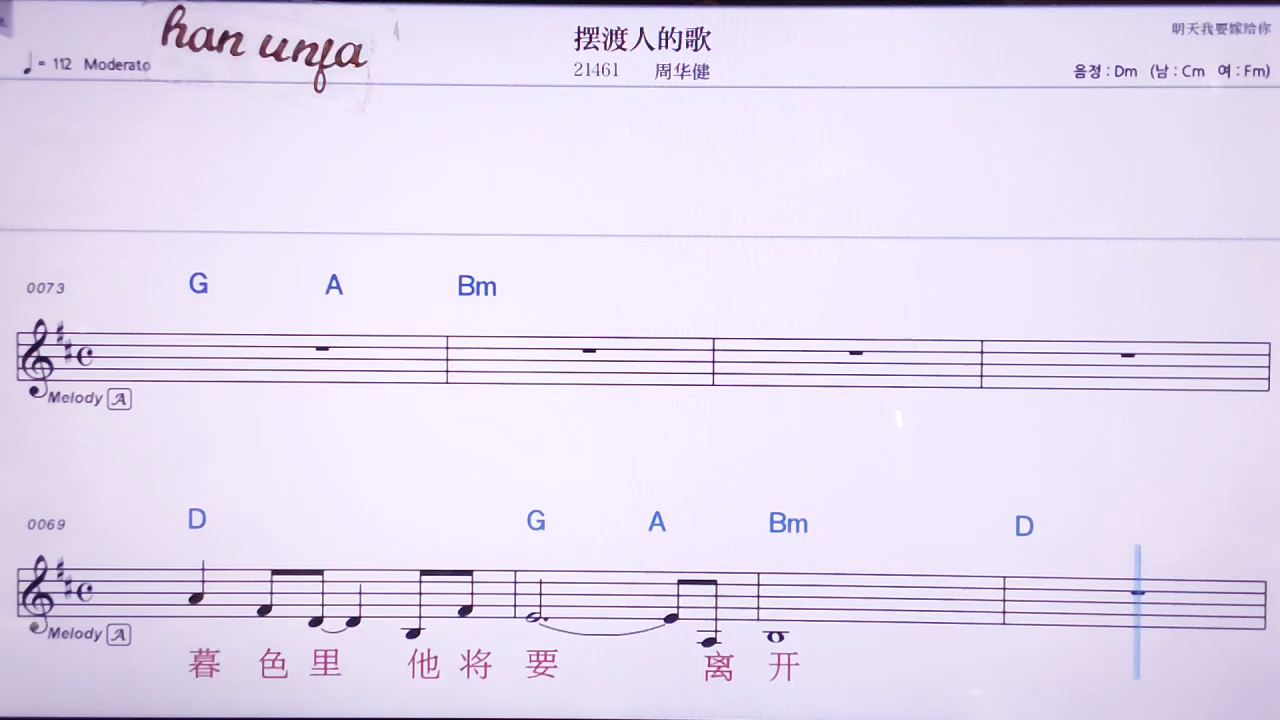 han unfa
摆渡人的歌
明天我要嫁给你
♩= 112 Moderato
21461 周华健
음정 : Dm (남 : Cm 여 : Fm)
0073
G A Bm
Melody A
0069
D G A Bm D
Melody A
暮 色 里 他 将 要 离 开